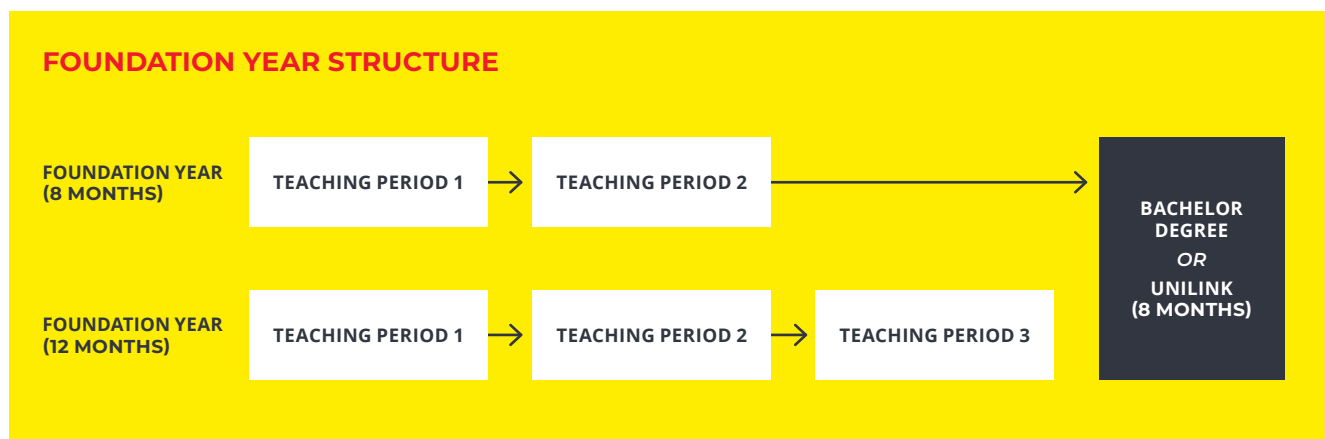 FOUNDATION YEAR STRUCTURE
FOUNDATION YEAR
(8 MONTHS)
TEACHING PERIOD 1
TEACHING PERIOD 2
BACHELOR
DEGREE
OR
UNILINK
(8 MONTHS)
FOUNDATION YEAR
(12 MONTHS)
TEACHING PERIOD 1
TEACHING PERIOD 2
TEACHING PERIOD 3